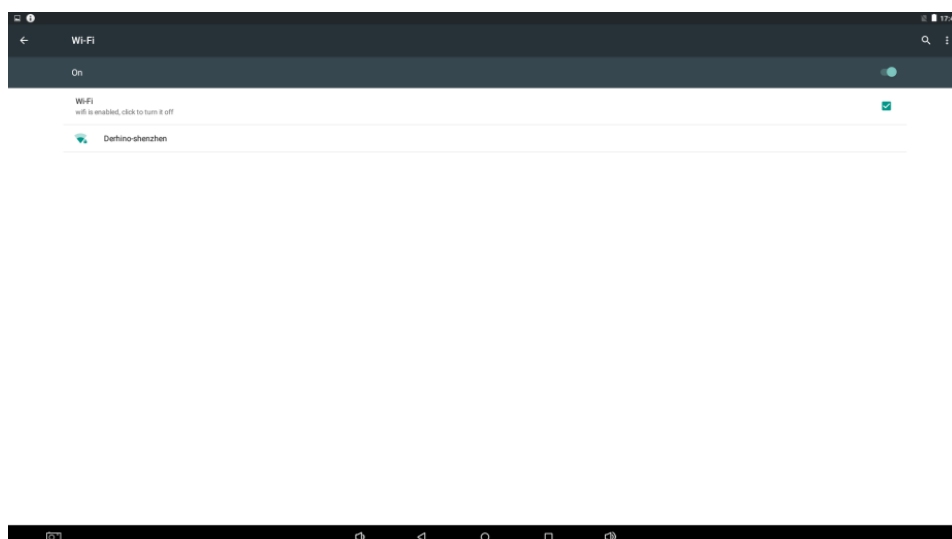 Wi-Fi
On
Wi-Fi
wifi is enabled, click to turn it off
Derhino-shenzhen